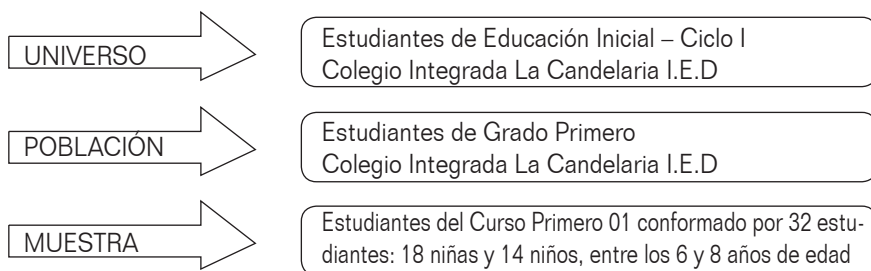 UNIVERSO
Estudiantes de Educación Inicial – Ciclo I
Colegio Integrada La Candelaria I.E.D
POBLACIÓN
Estudiantes de Grado Primero
Colegio Integrada La Candelaria I.E.D
MUESTRA
Estudiantes del Curso Primero 01 conformado por 32 estu-
diantes: 18 niñas y 14 niños, entre los 6 y 8 años de edad